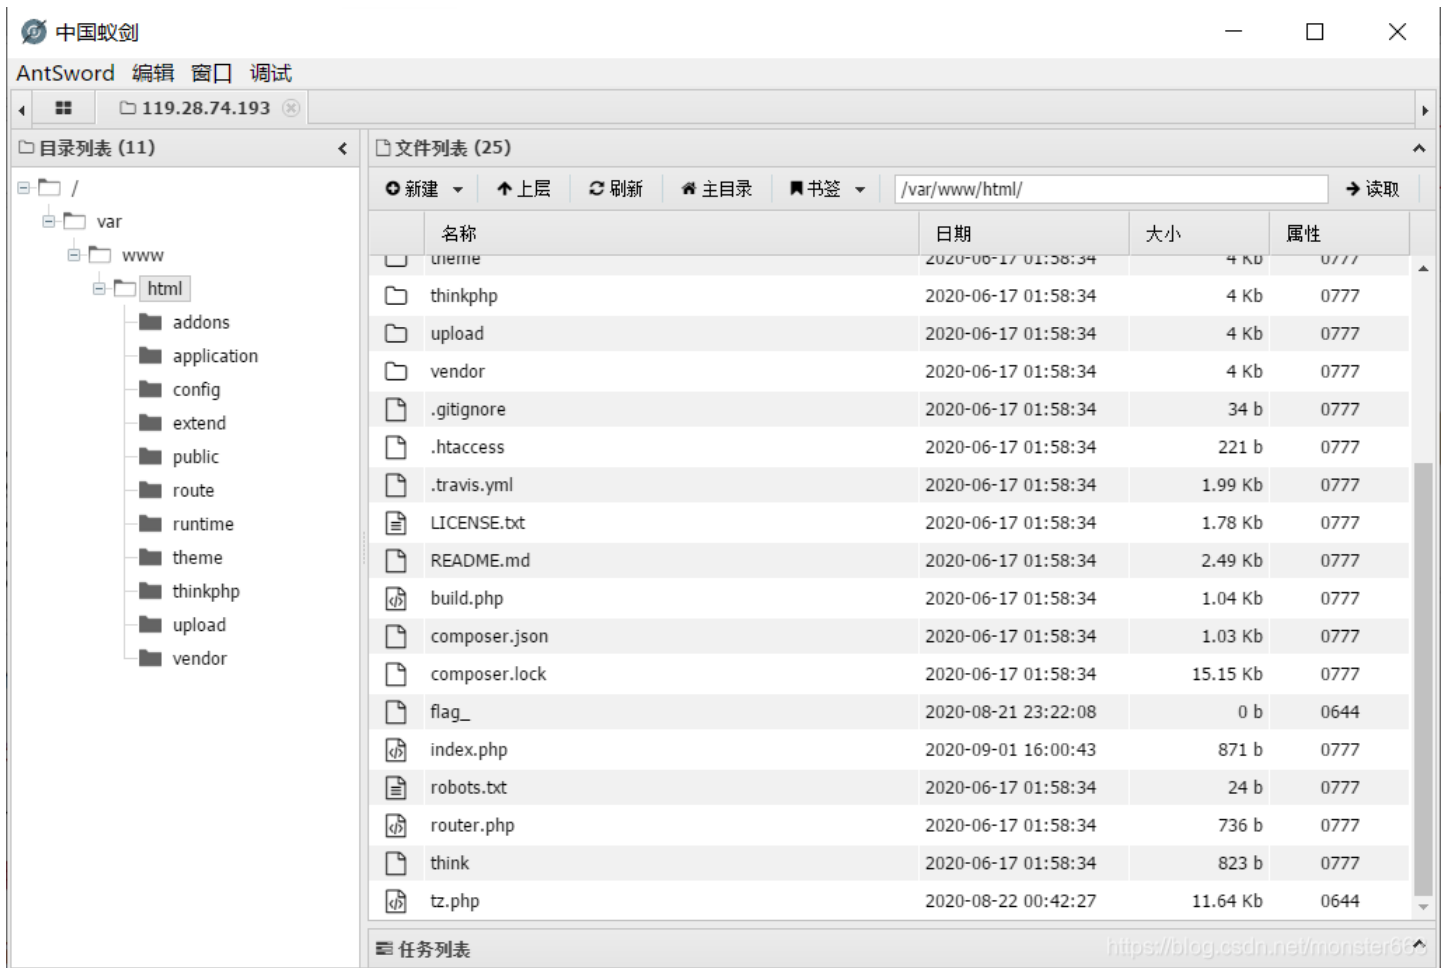 中国蚁剑
AntSword 编辑 窗口 调试
119.28.74.193
目录列表 (11)
文件列表 (25)
新建 上层 刷新 主目录 书签 /var/www/html/ 读取
名称 日期 大小 属性
/
var
www
html
addons
application
config
extend
public
route
runtime
theme
thinkphp
upload
vendor
theme 2020-06-17 01:58:34 4 Kb 0777
thinkphp 2020-06-17 01:58:34 4 Kb 0777
upload 2020-06-17 01:58:34 4 Kb 0777
vendor 2020-06-17 01:58:34 4 Kb 0777
.gitignore 2020-06-17 01:58:34 34 b 0777
.htaccess 2020-06-17 01:58:34 221 b 0777
.travis.yml 2020-06-17 01:58:34 1.99 Kb 0777
LICENSE.txt 2020-06-17 01:58:34 1.78 Kb 0777
README.md 2020-06-17 01:58:34 2.49 Kb 0777
build.php 2020-06-17 01:58:34 1.04 Kb 0777
composer.json 2020-06-17 01:58:34 1.03 Kb 0777
composer.lock 2020-06-17 01:58:34 15.15 Kb 0777
flag_ 2020-08-21 23:22:08 0 b 0644
index.php 2020-09-01 16:00:43 871 b 0777
robots.txt 2020-06-17 01:58:34 24 b 0777
router.php 2020-06-17 01:58:34 736 b 0777
think 2020-06-17 01:58:34 823 b 0777
tz.php 2020-08-22 00:42:27 11.64 Kb 0644
任务列表